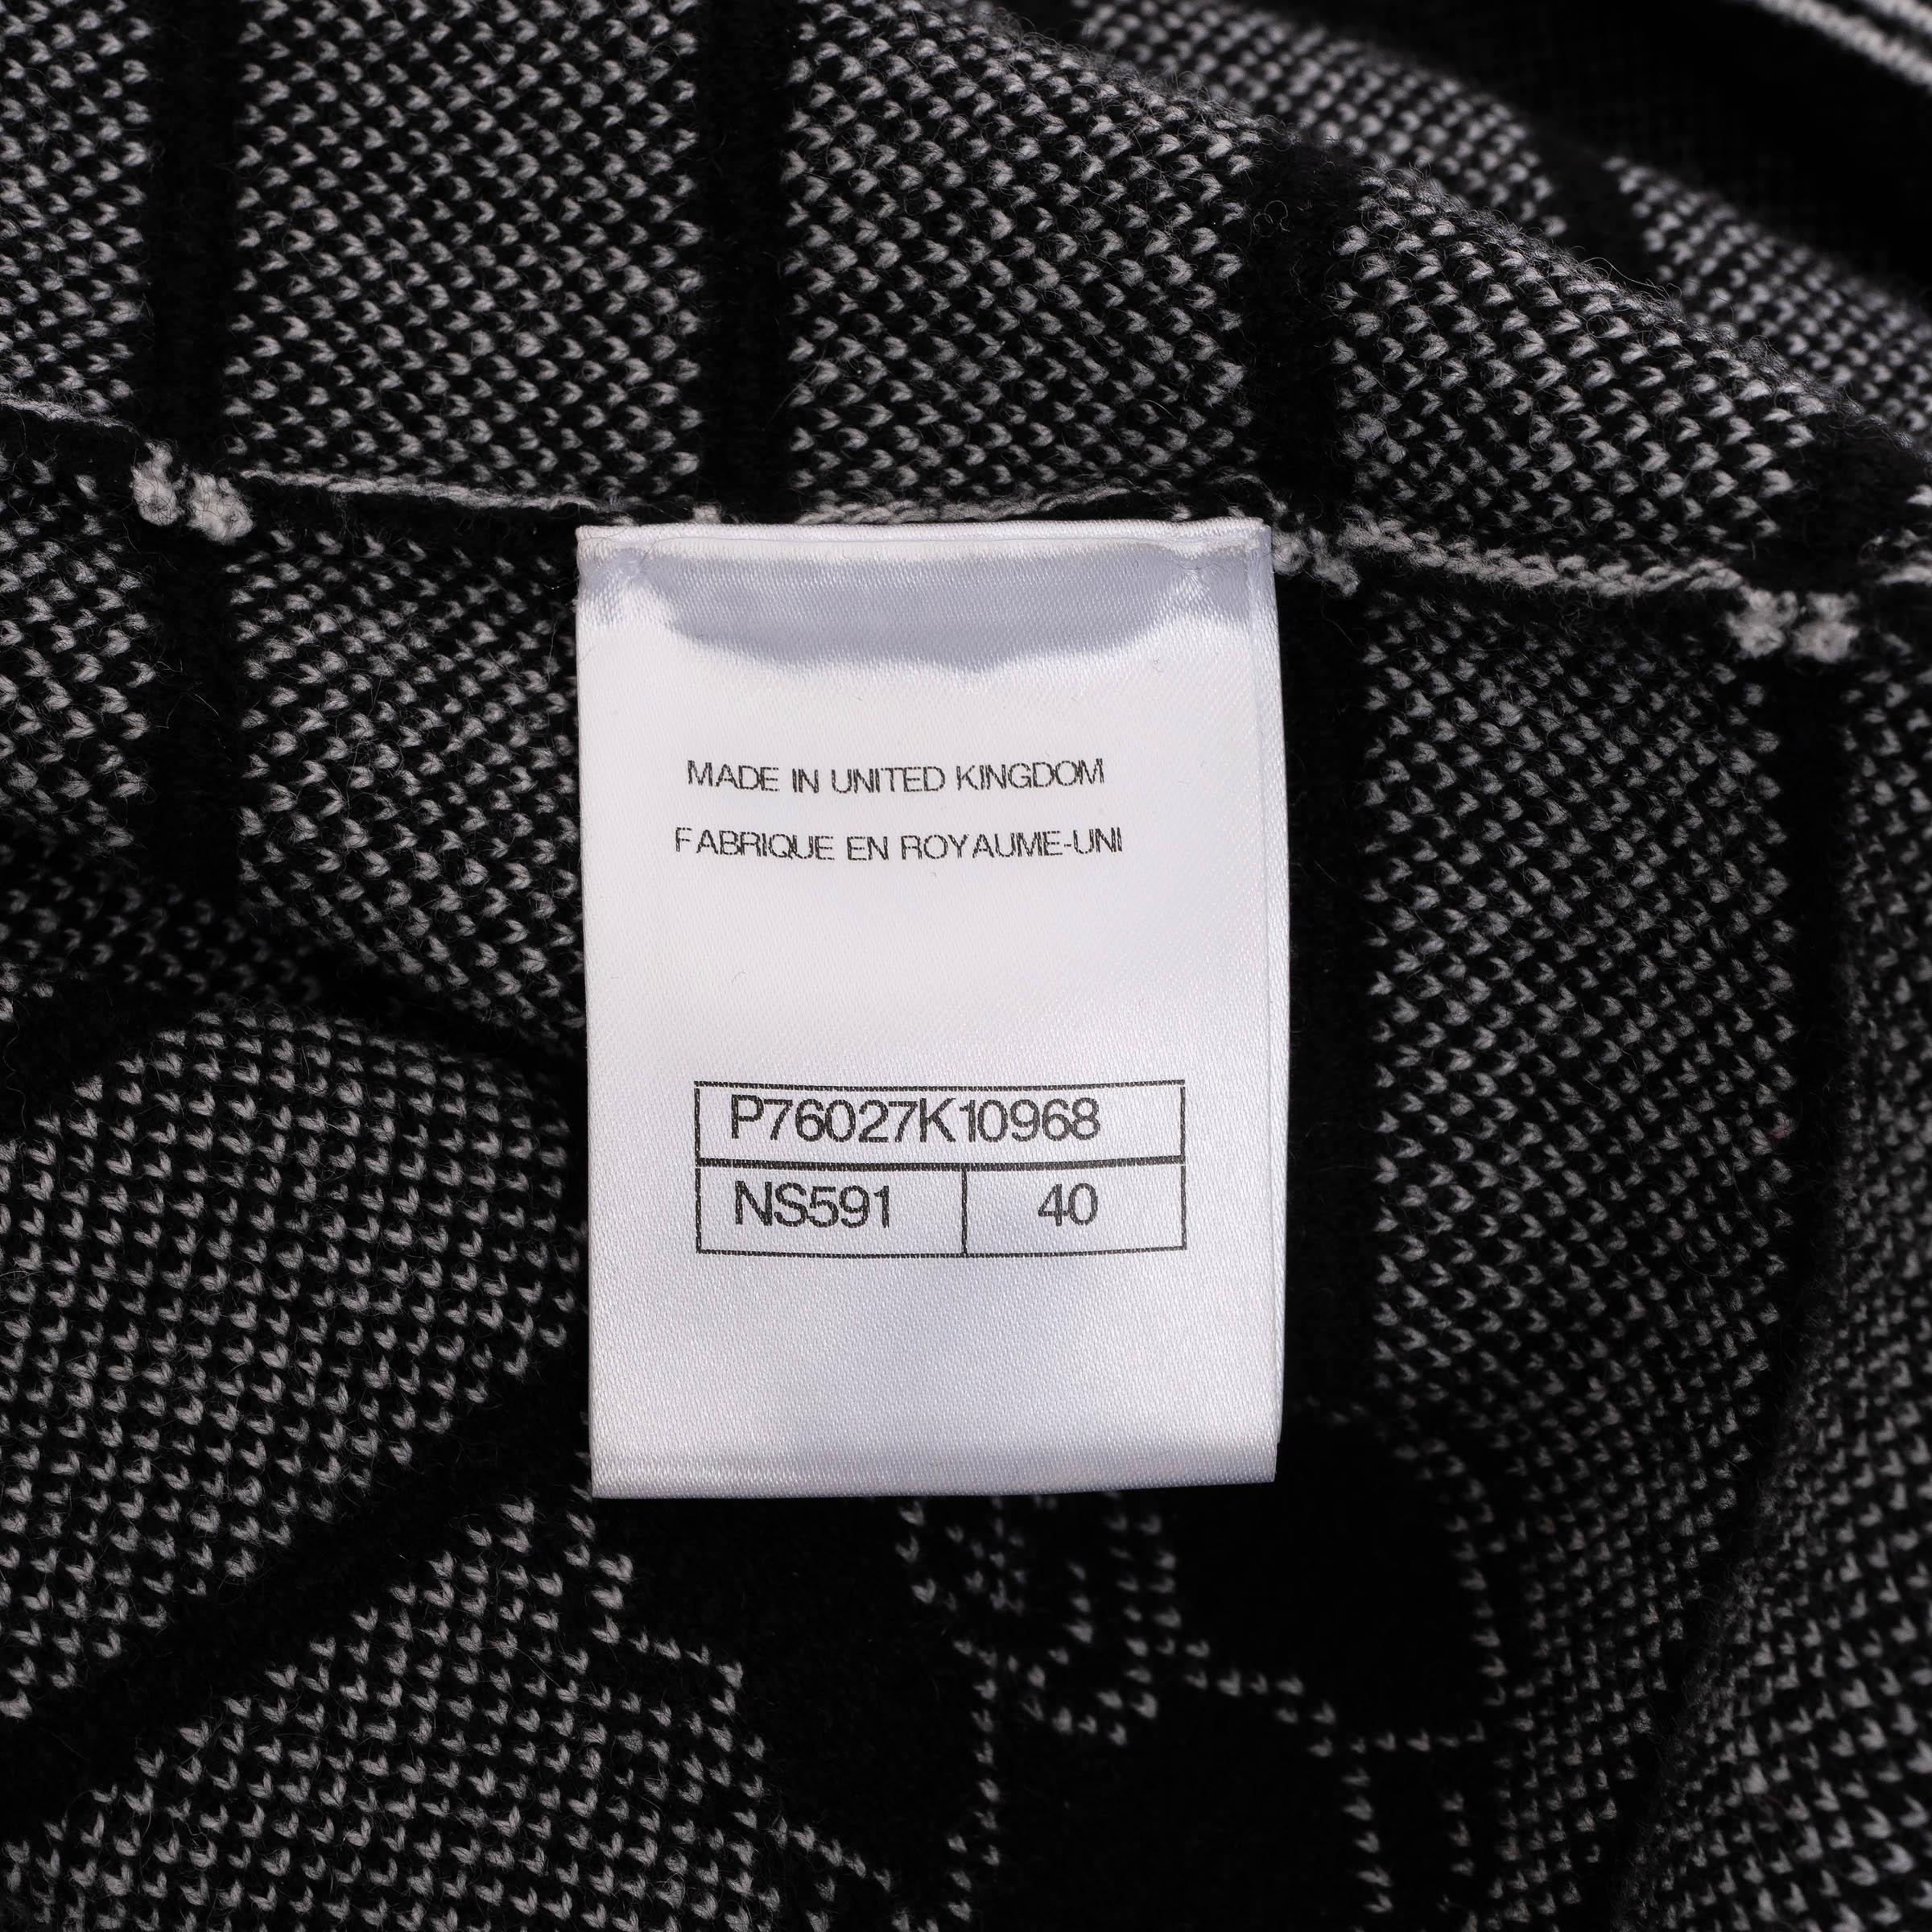 MADE IN UNITED KINGDOM
FABRIQUE EN ROYAUME-UNI
P76027K10968
NS591 40